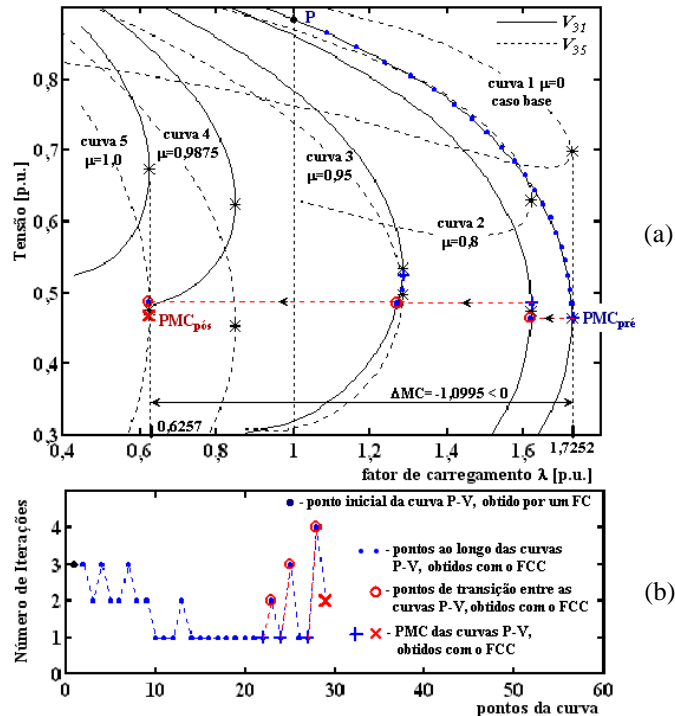 P
V31
V35
0,9
0,8
0,7
0,6
0,5
0,4
0,3
Tensão [p.u.]
curva 1 μ=0
caso base
curva 5
μ=1,0
curva 4
μ=0,9875
curva 3
μ=0,95
curva 2
μ=0,8
(a)
PMCpós
PMCpré
ΔMC= -1,0995 < 0
0,6257
1,7252
0,4 0,6 0,8 1 1,2 1,4 1,6
fator de carregamento λ [p.u.]
Número de Iterações
5
4
3
2
1
0
- ponto inicial da curva P-V, obtido por um FC
- pontos ao longo das curvas
P-V, obtidos com o FCC
- pontos de transição entre as
curvas P-V, obtidos com o FCC
- PMC das curvas P-V,
obtidos com o FCC
(b)
0 10 20 30 40 50 60
pontos da curva